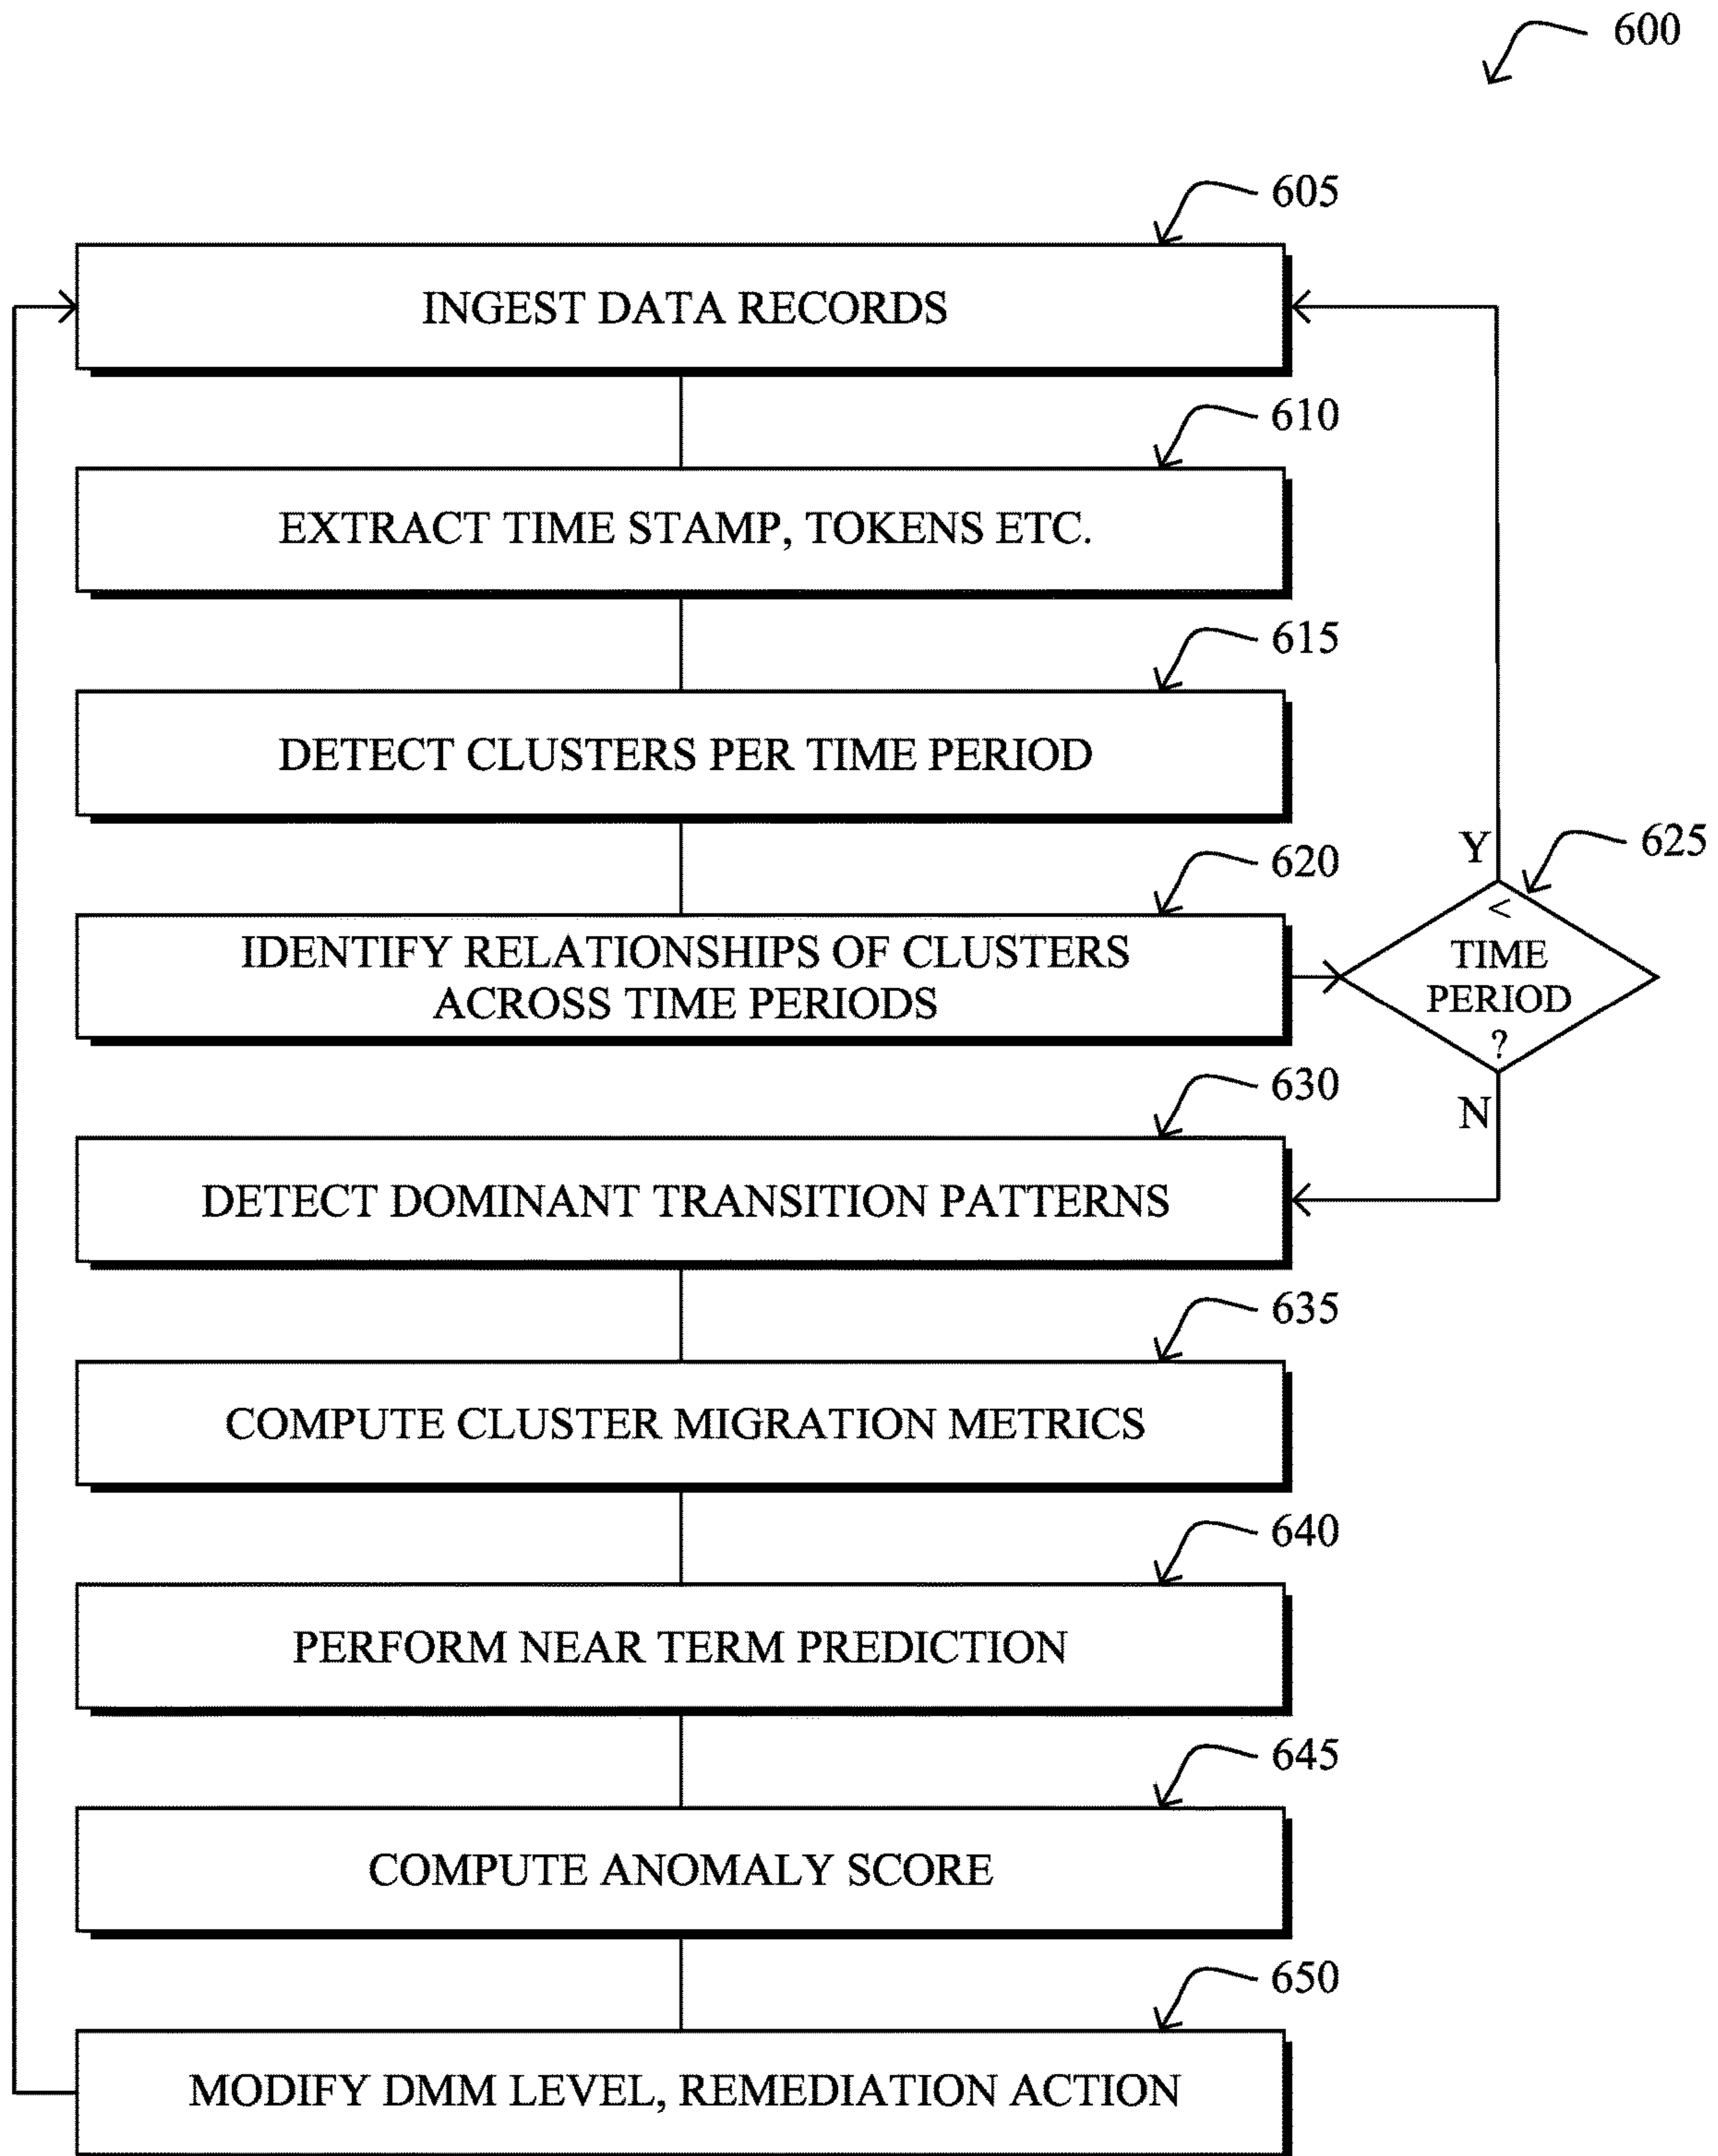 600
605
INGEST DATA RECORDS
610
EXTRACT TIME STAMP, TOKENS ETC.
615
DETECT CLUSTERS PER TIME PERIOD
620
IDENTIFY RELATIONSHIPS OF CLUSTERS
ACROSS TIME PERIODS
Y
625
<
TIME
PERIOD
?
N
630
DETECT DOMINANT TRANSITION PATTERNS
635
COMPUTE CLUSTER MIGRATION METRICS
640
PERFORM NEAR TERM PREDICTION
645
COMPUTE ANOMALY SCORE
650
MODIFY DMM LEVEL, REMEDIATION ACTION